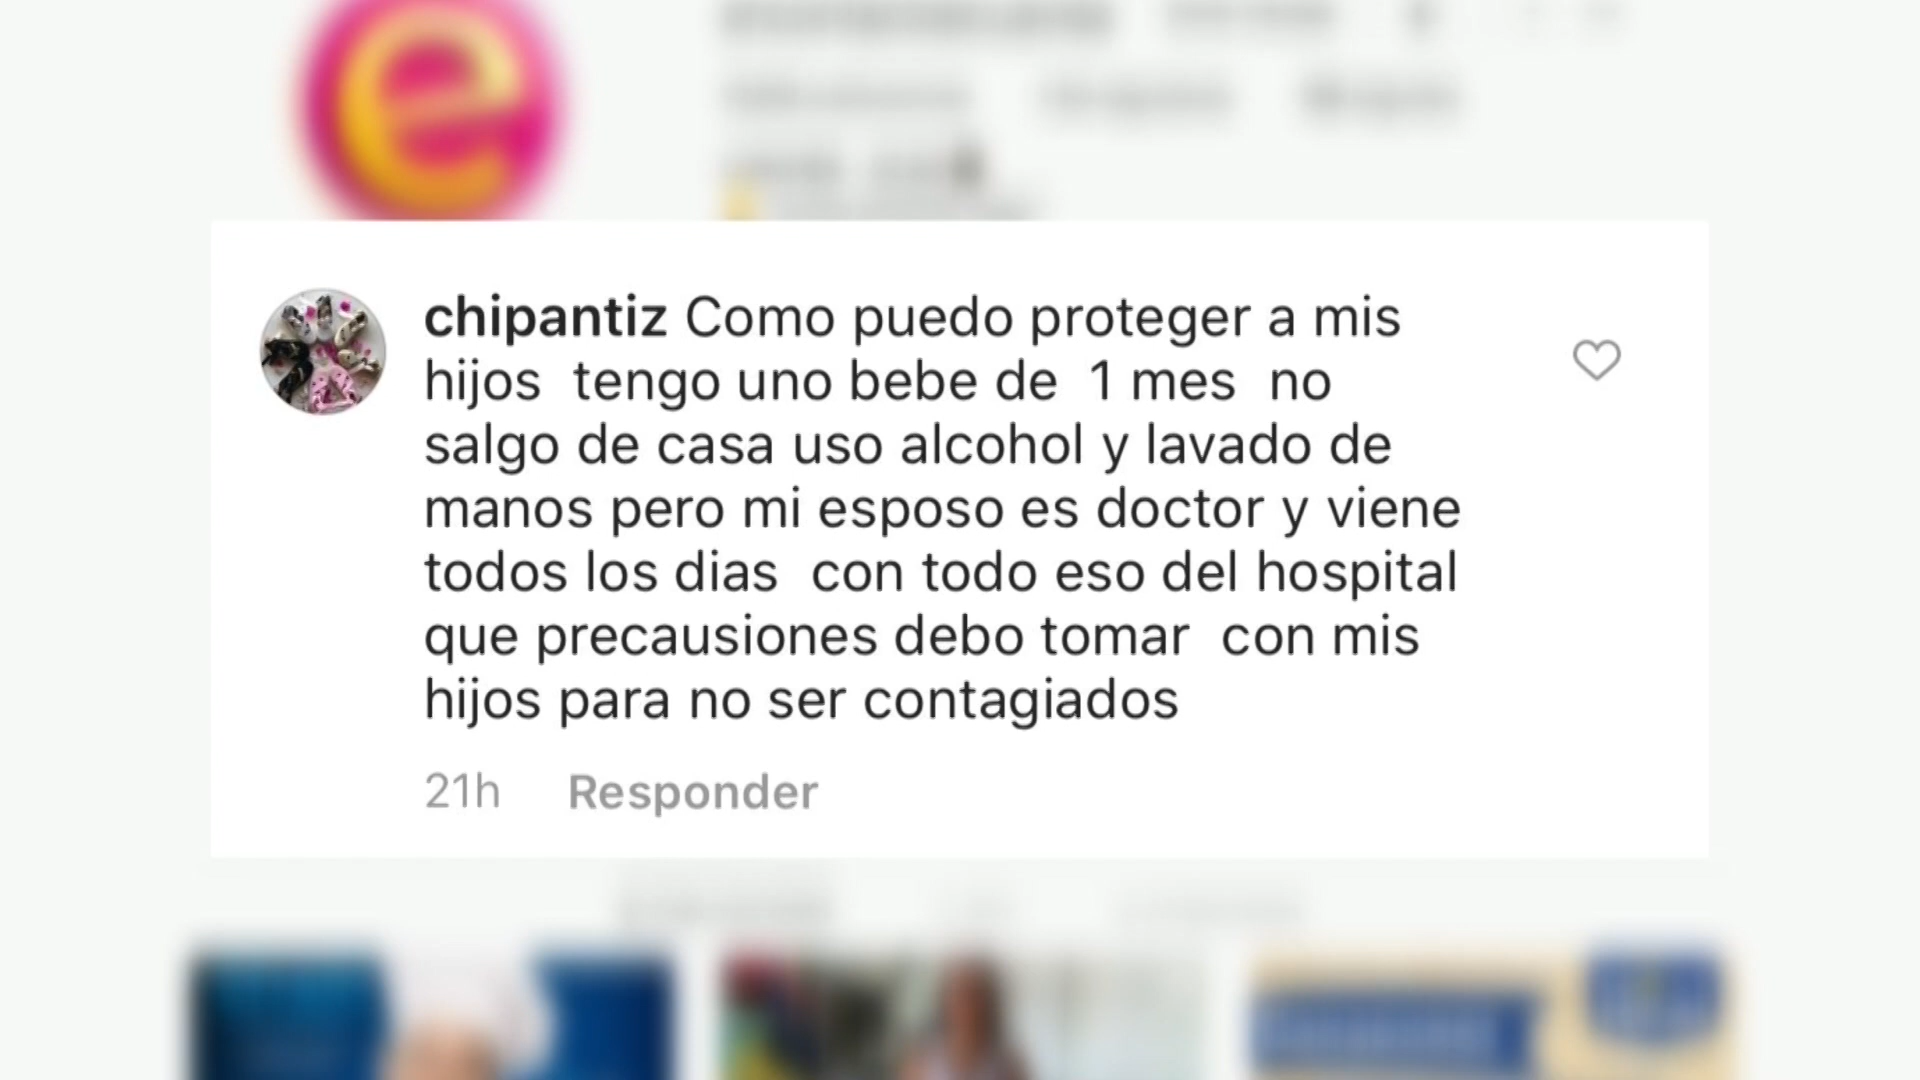 e
chipantiz Como puedo proteger a mis
hijos tengo uno bebe de 1 mes no
salgo de casa uso alcohol y lavado de
manos pero mi esposo es doctor y viene
todos los dias con todo eso del hospital
que precausiones debo tomar con mis
hijos para no ser contagiados
21h Responder